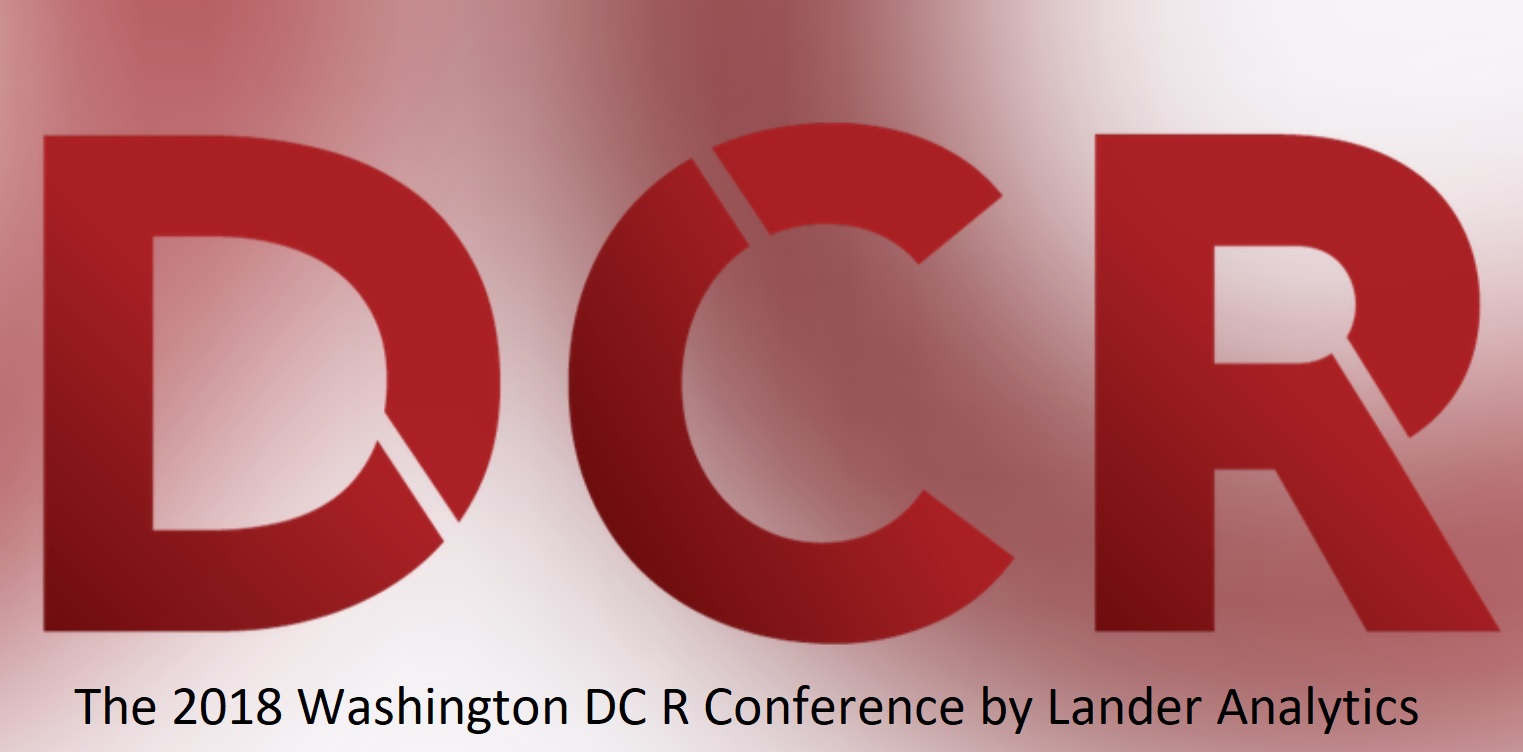 DCR
The 2018 Washington DC R Conference by Lander Analytics